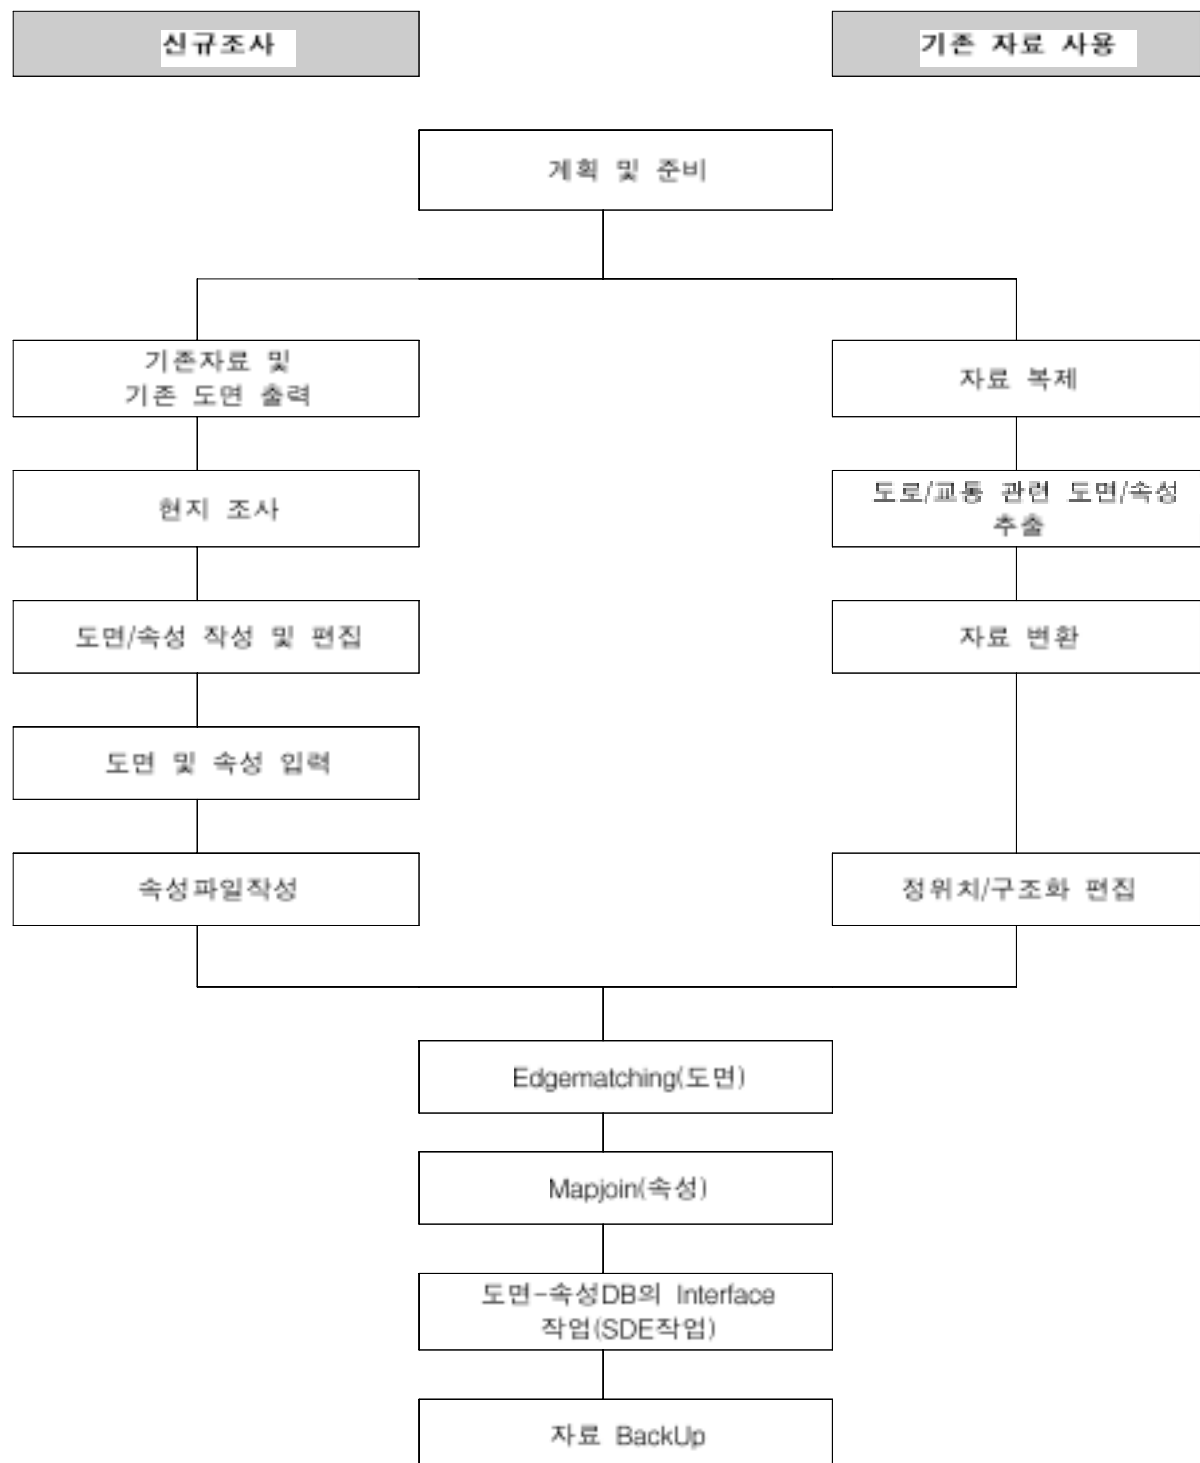 신규조사
기존 자료 사용
계획 및 준비
기존자료 및
기존 도면 출력
자료 복제
현지 조사
도로/교통 관련 도면/속성
추출
도면/속성 작성 및 편집
자료 변환
도면 및 속성 입력
속성파일작성
정위치/구조화 편집
Edgematching(도면)
Mapjoin(속성)
도면-속성DB의 Interface
작업(SDE작업)
자료 BackUp